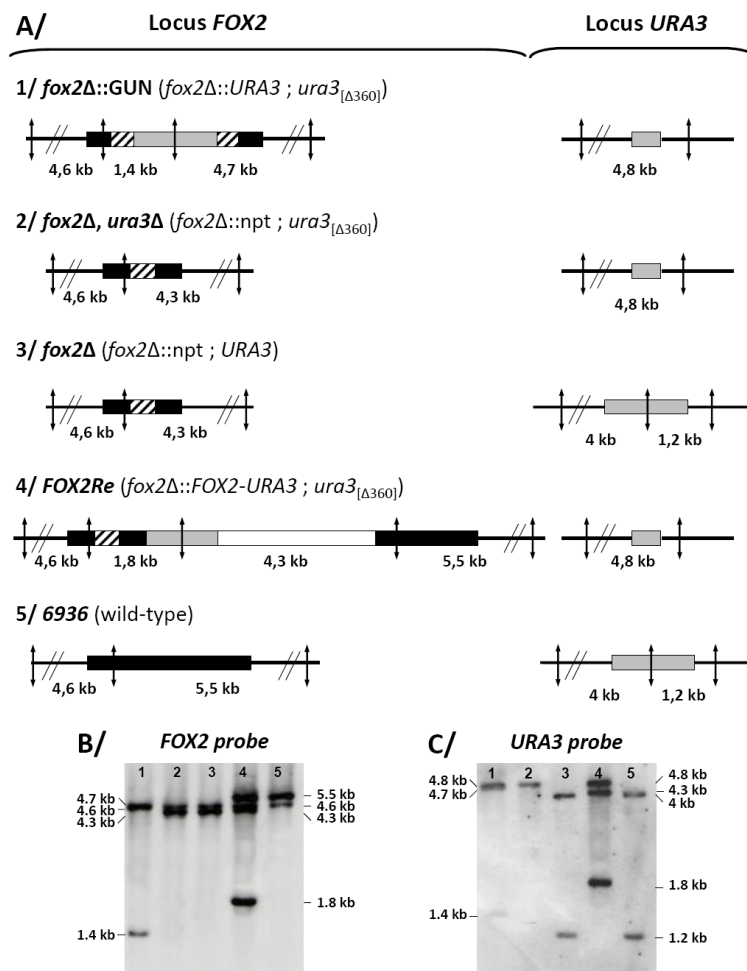 A/ Locus FOX2 Locus URA3
1/ fox2Δ::GUN (fox2Δ::URA3 ; ura3[Δ360])
4,6 kb 1,4 kb 4,7 kb 4,8 kb
2/ fox2Δ, ura3Δ (fox2Δ::npt ; ura3[Δ360])
4,6 kb 4,3 kb 4,8 kb
3/ fox2Δ (fox2Δ::npt ; URA3)
4,6 kb 4,3 kb 4 kb 1,2 kb
4/ FOX2Re (fox2Δ::FOX2-URA3 ; ura3[Δ360])
4,6 kb 1,8 kb 4,3 kb 5,5 kb 4,8 kb
5/ 6936 (wild-type)
4,6 kb 5,5 kb 4 kb 1,2 kb
B/ FOX2 probe
1 2 3 4 5
4.7 kb
4.6 kb
4.3 kb
1.4 kb
5.5 kb
4.6 kb
4.3 kb
1.8 kb
C/ URA3 probe
1 2 3 4 5
4.8 kb
4.7 kb
1.4 kb
4.8 kb
4.3 kb
4 kb
1.8 kb
1.2 kb